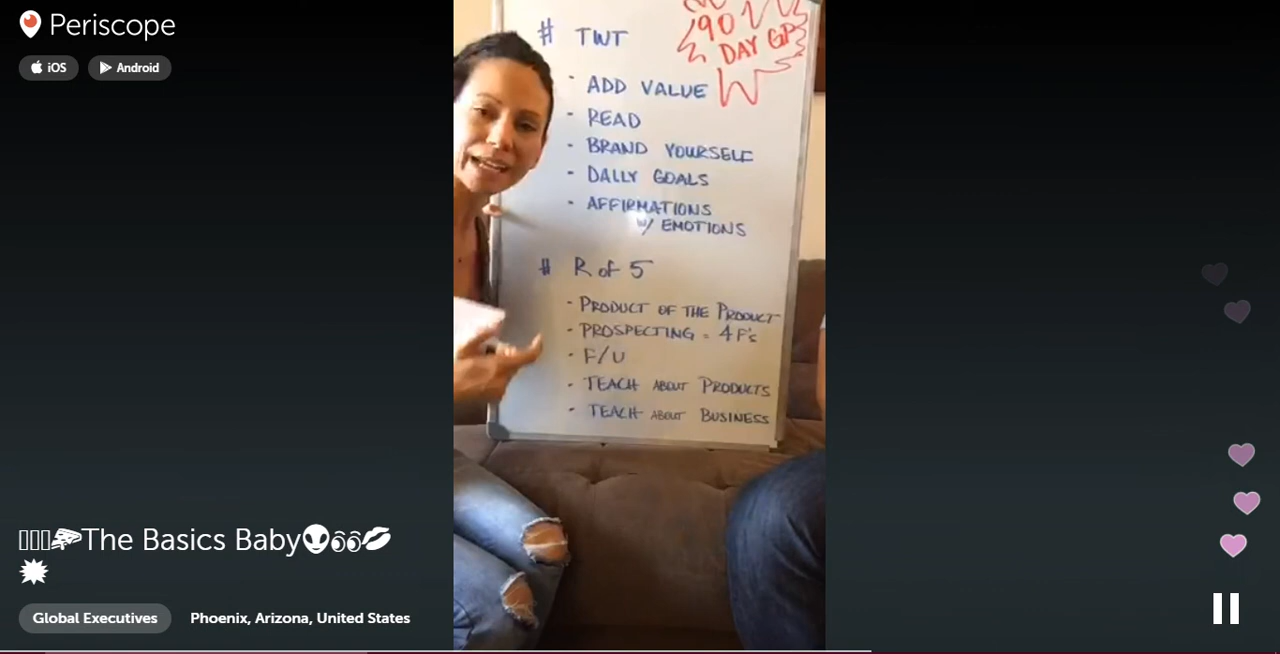 Periscope
iOS
Android
# TWT
90
DAY GP
- ADD VALUE
- READ
- BRAND YOURSELF
- DAILY GOALS
- AFFIRMATIONS
W/ EMOTIONS
# R of 5
- PRODUCT OF THE PRODUCT
- PROSPECTING = 4 F's
- F/U
- TEACH ABOUT PRODUCTS
- TEACH ABOUT BUSINESS
The Basics Baby
Global Executives
Phoenix, Arizona, United States